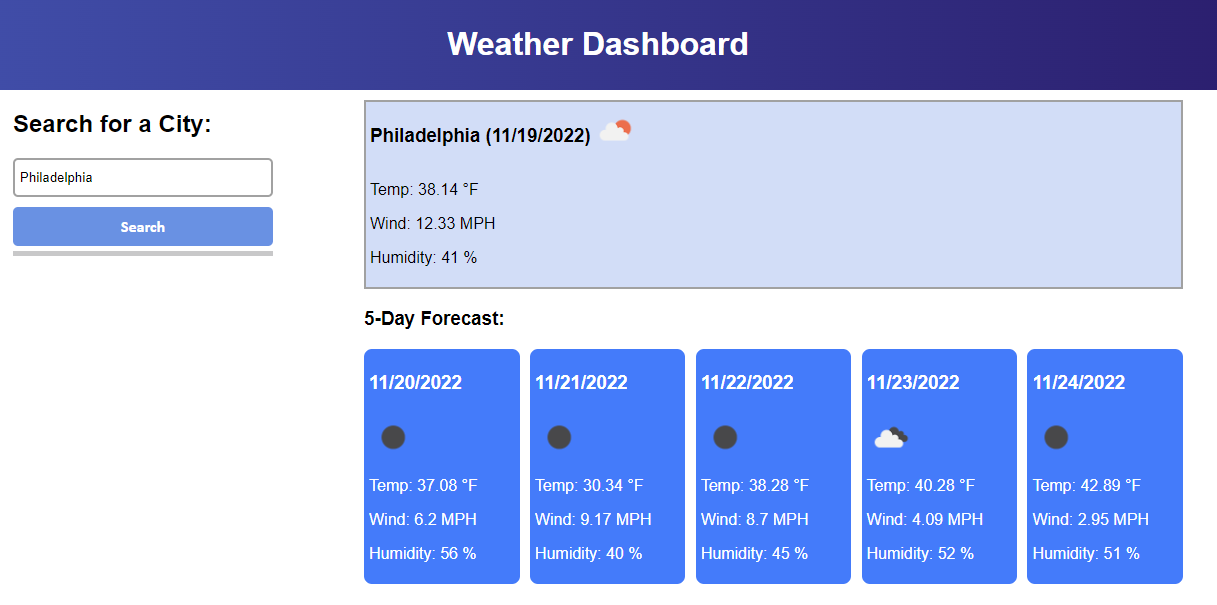 Weather Dashboard
Search for a City:
Philadelphia
Search
Philadelphia (11/19/2022)
Temp: 38.14 °F
Wind: 12.33 MPH
Humidity: 41 %
5-Day Forecast:
11/20/2022
Temp: 37.08 °F
Wind: 6.2 MPH
Humidity: 56 %
11/21/2022
Temp: 30.34 °F
Wind: 9.17 MPH
Humidity: 40 %
11/22/2022
Temp: 38.28 °F
Wind: 8.7 MPH
Humidity: 45 %
11/23/2022
Temp: 40.28 °F
Wind: 4.09 MPH
Humidity: 52 %
11/24/2022
Temp: 42.89 °F
Wind: 2.95 MPH
Humidity: 51 %